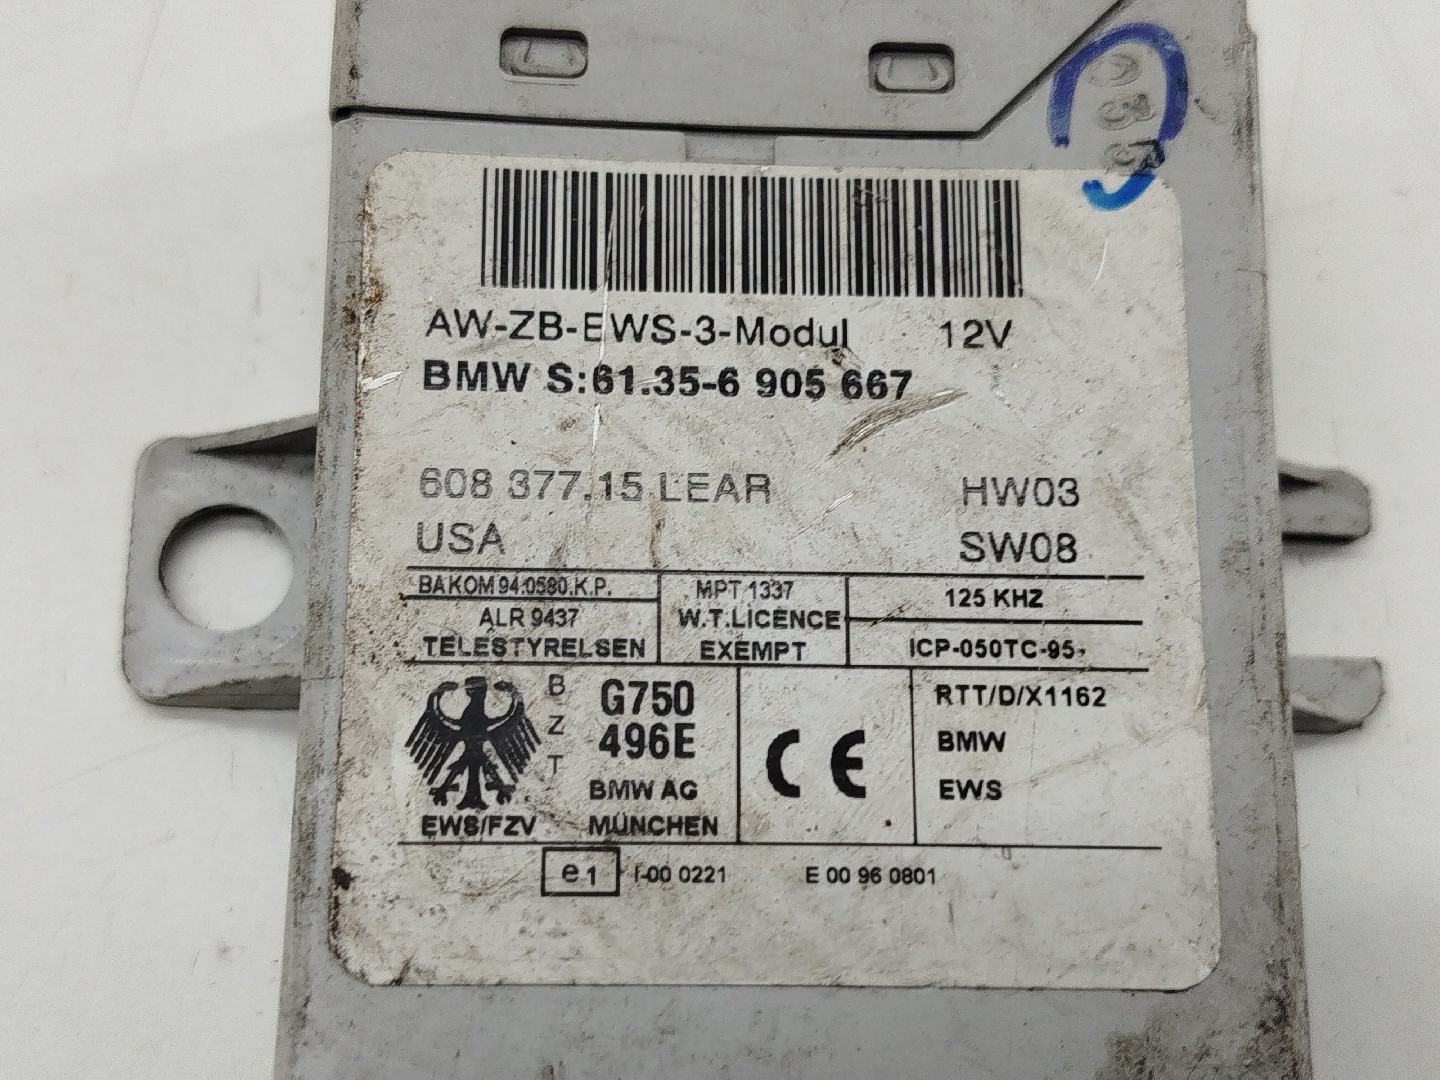 035
AW-ZB-EWS-3-Modul 12V
BMW S:61.35-6 905 667
608 377.15 LEAR HW03
USA SW08
BAKOM 94.0580.K.P. MPT 1337 125 KHZ
ALR 9437 W.T.LICENCE
TELESTYRELSEN EXEMPT ICP-050TC-95
BZT G750 RTT/D/X1162
496E CE BMW
BMW AG EWS
EWS/FZV MÜNCHEN
e1 I-00 0221 E 00 96 0801